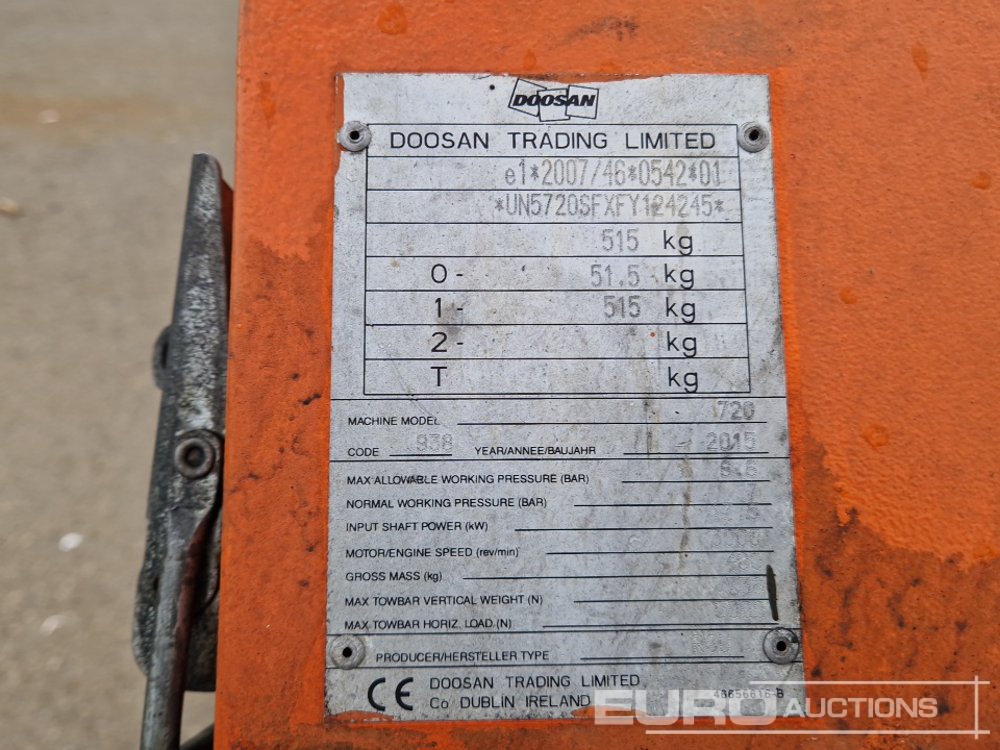 DOOSAN
DOOSAN TRADING LIMITED
e1*2007/46*0542*01
*UN5720SFXFY124245*
515 kg
0- 51.5 kg
1- 515 kg
2- kg
T kg
MACHINE MODEL 720
CODE 938 YEAR/ANNEE/BAUJAHR 2015
MAX ALLOWABLE WORKING PRESSURE (BAR)
NORMAL WORKING PRESSURE (BAR)
INPUT SHAFT POWER (kW)
MOTOR/ENGINE SPEED (rev/min)
GROSS MASS (kg)
MAX TOWBAR VERTICAL WEIGHT (N)
MAX TOWBAR HORIZ. LOAD (N)
PRODUCER/HERSTELLER TYPE
CE DOOSAN TRADING LIMITED
Co DUBLIN IRELAND 46656616-B
EURO AUCTIONS